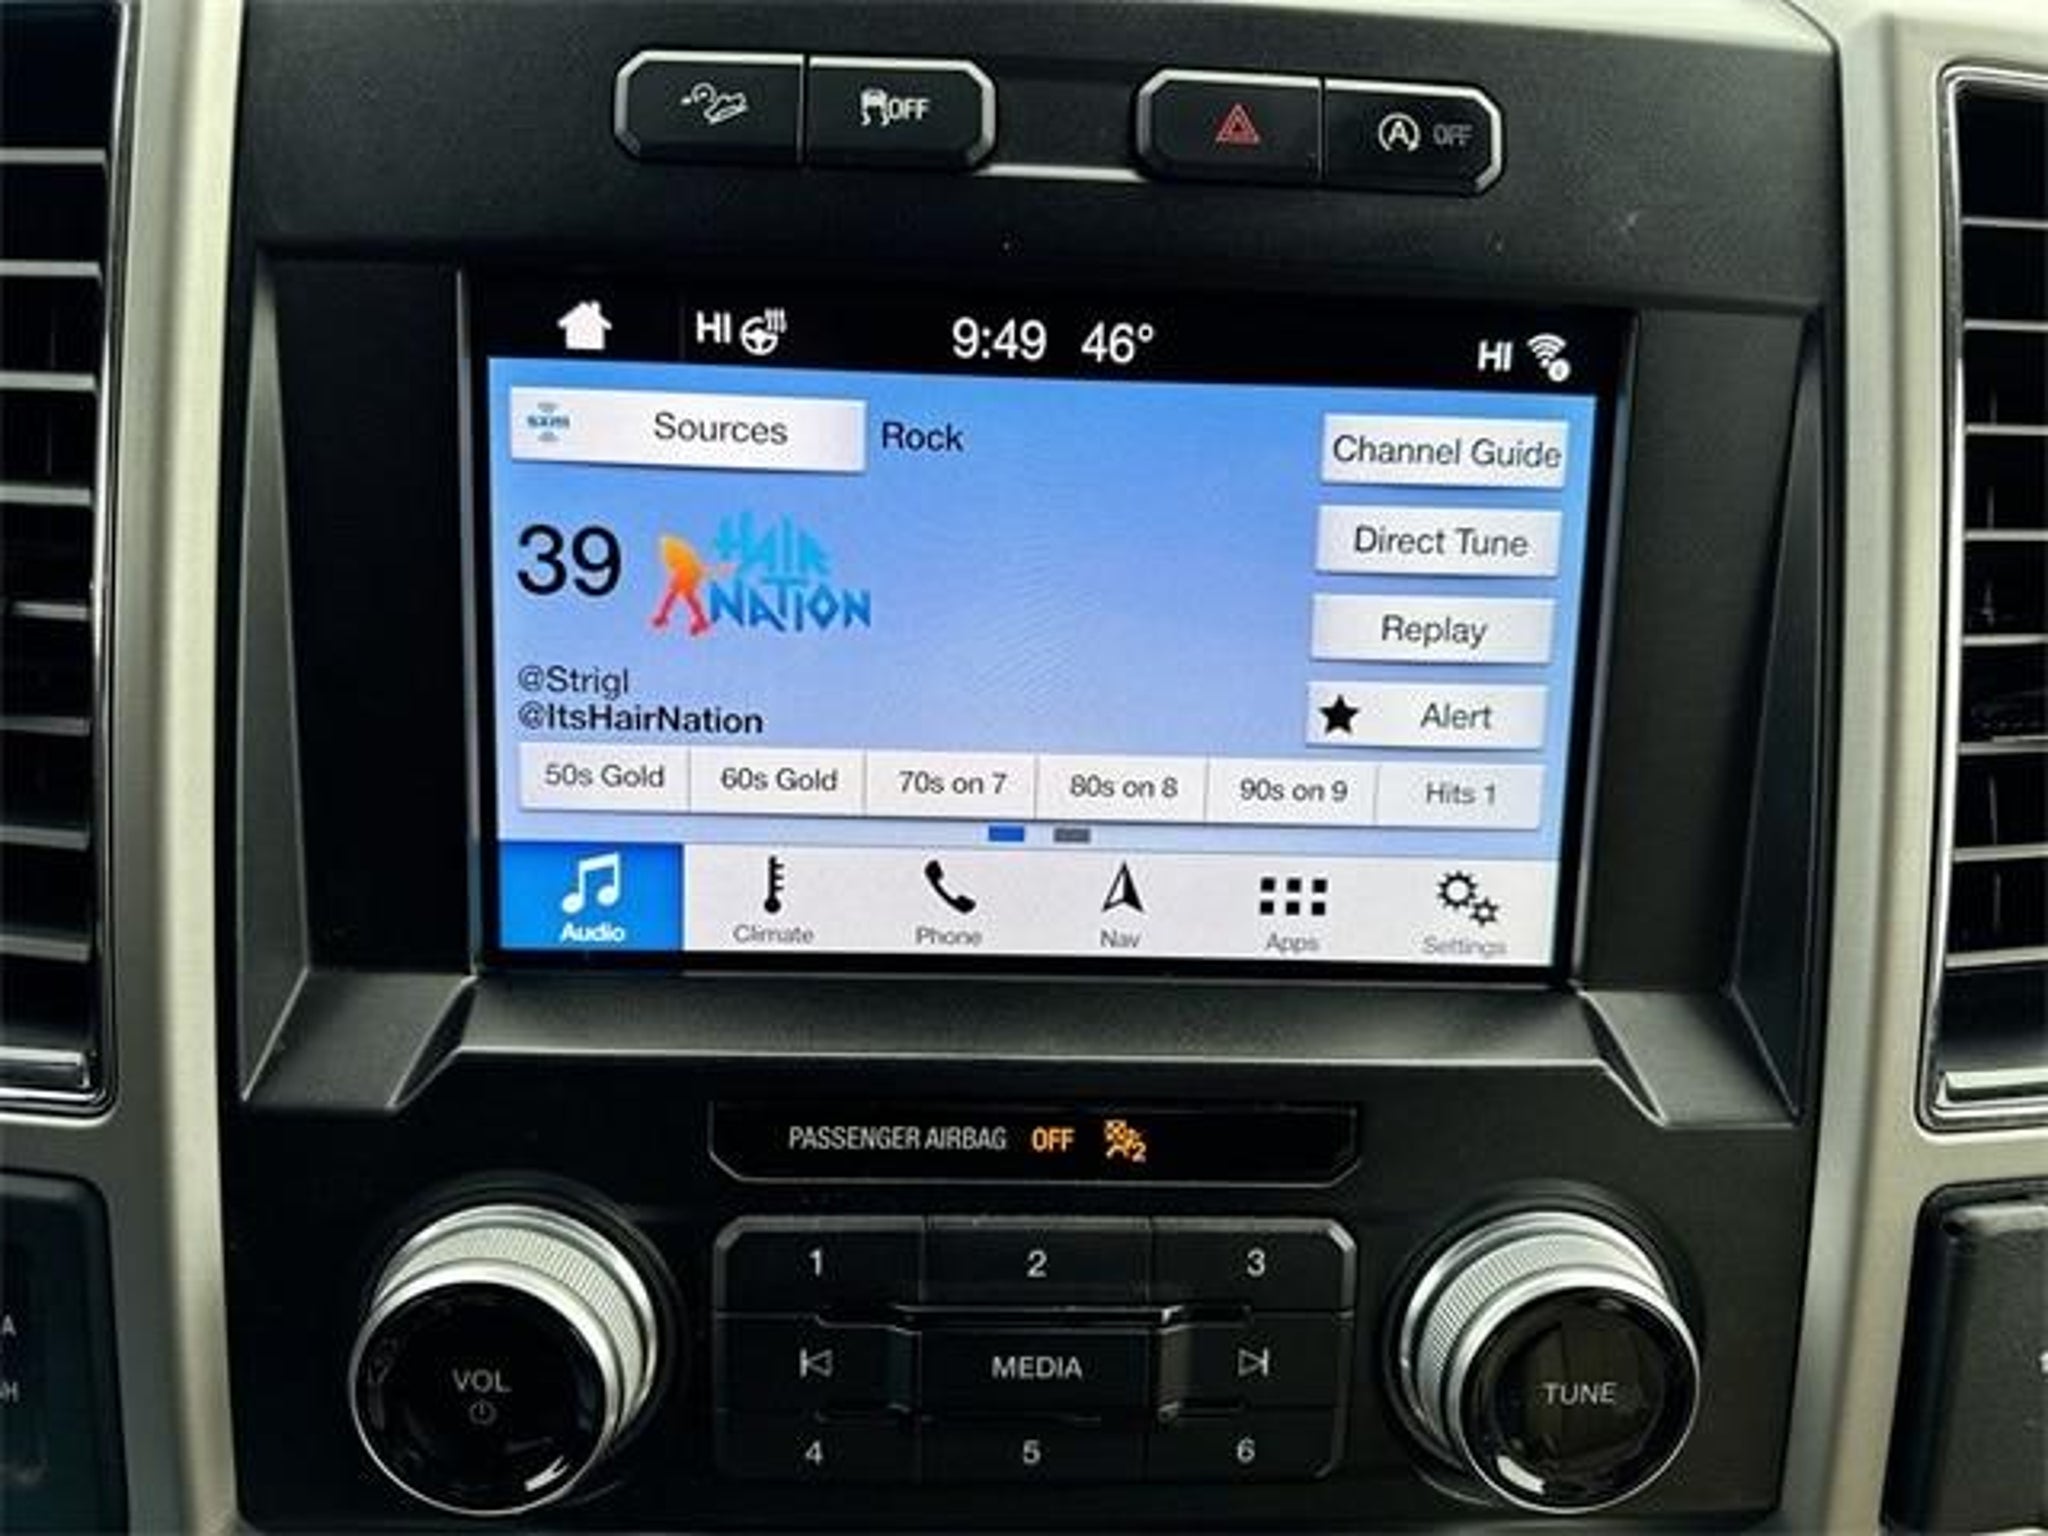 OFF
A OFF
HI
9:49 46°
HI
sxm
Sources
Rock
Channel Guide
39
HAIR
NATION
Direct Tune
Replay
@Strigl
@ItsHairNation
Alert
50s Gold
60s Gold
70s on 7
80s on 8
90s on 9
Hits 1
Audio
Climate
Phone
Nav
Apps
Settings
PASSENGER AIRBAG OFF 2
1
2
3
VOL
MEDIA
TUNE
4
5
6